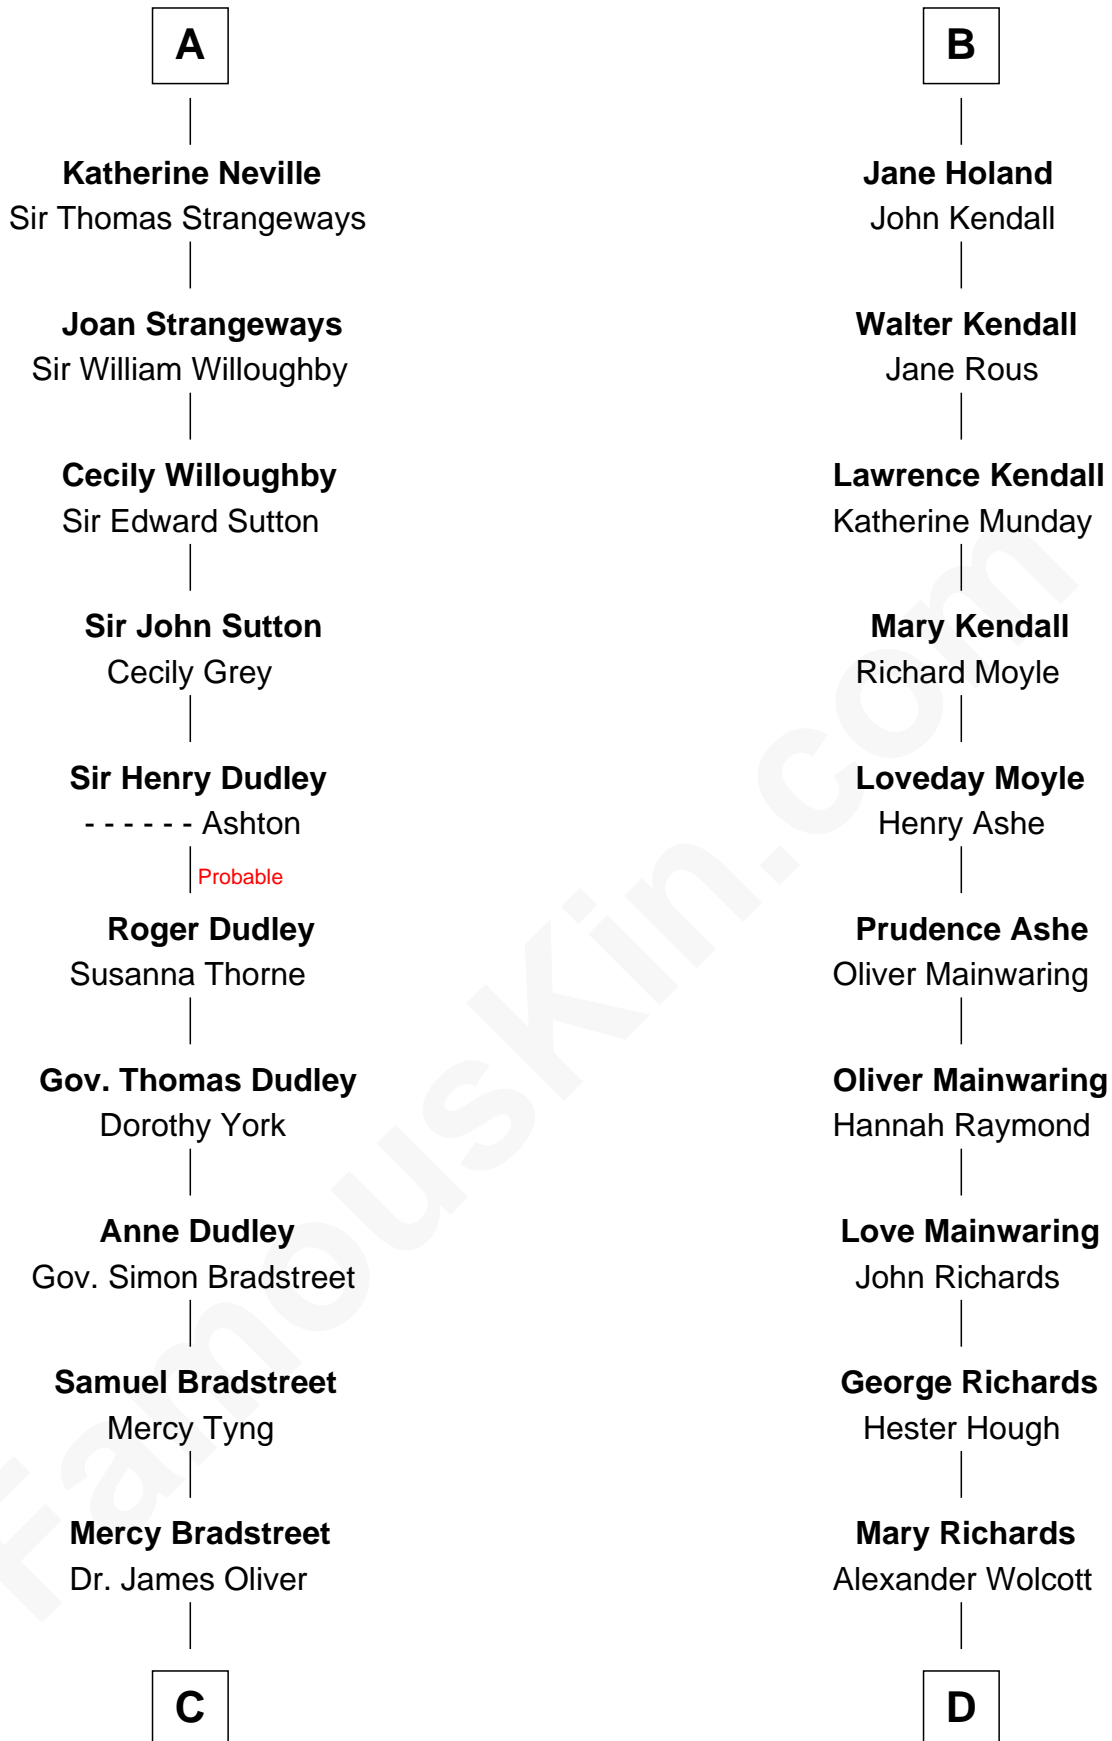 A
Katherine Neville
Sir Thomas Strangeways
Joan Strangeways
Sir William Willoughby
Cecily Willoughby
Sir Edward Sutton
Sir John Sutton
Cecily Grey
Sir Henry Dudley
- - - - - - Ashton
Probable
Roger Dudley
Susanna Thorne
Gov. Thomas Dudley
Dorothy York
Anne Dudley
Gov. Simon Bradstreet
Samuel Bradstreet
Mercy Tyng
Mercy Bradstreet
Dr. James Oliver
C
B
Jane Holand
John Kendall
Walter Kendall
Jane Rous
Lawrence Kendall
Katherine Munday
Mary Kendall
Richard Moyle
Loveday Moyle
Henry Ashe
Prudence Ashe
Oliver Mainwaring
Oliver Mainwaring
Hannah Raymond
Love Mainwaring
John Richards
George Richards
Hester Hough
Mary Richards
Alexander Wolcott
D
FamousKin.com